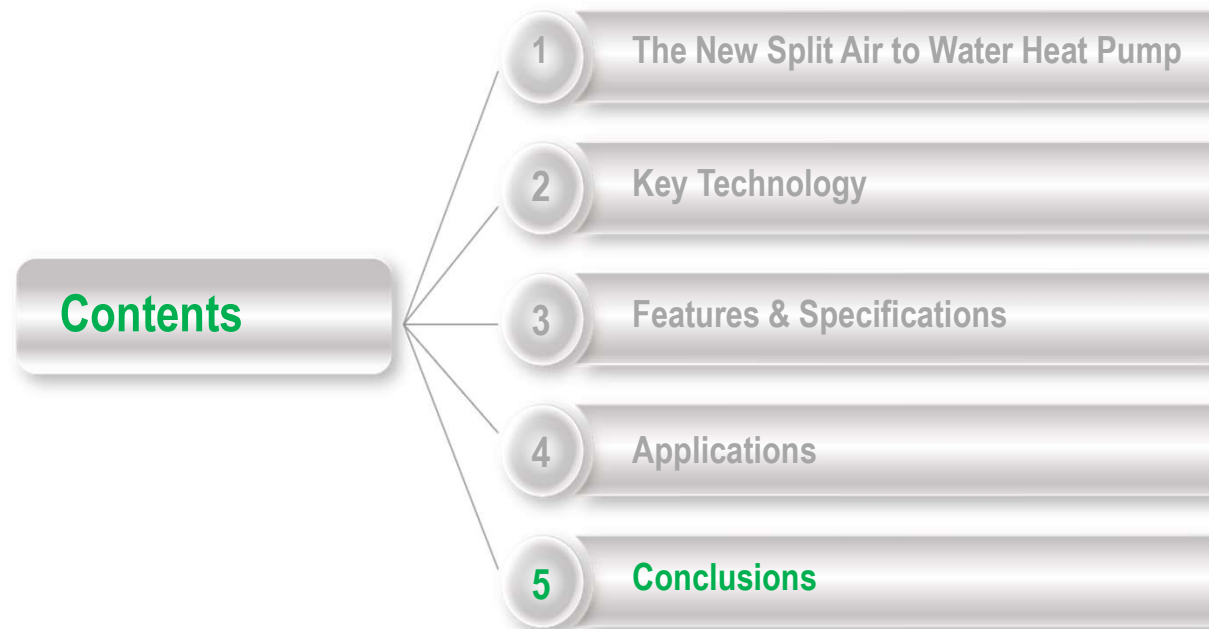 Contents
1 The New Split Air to Water Heat Pump
2 Key Technology
3 Features & Specifications
4 Applications
5 Conclusions